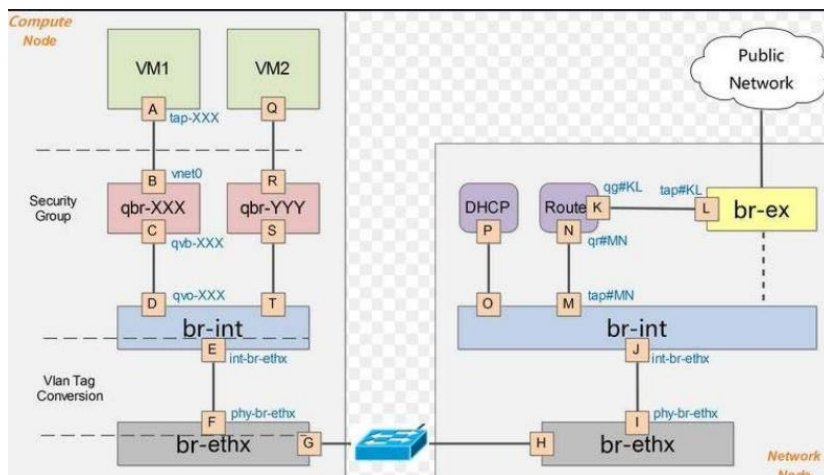 Compute
Node
VM1
VM2
Public
Network
A
Q
tap-XXX
Security
Group
B
vnet0
R
qbr-XXX
qbr-YYY
C
qvb-XXX
S
DHCP
Route
qg#KL
tap#KL
K
L
br-ex
P
N
qr#MN
D
qvo-XXX
T
O
M
tap#MN
br-int
br-int
E
int-br-ethx
J
int-br-ethx
Vlan Tag
Conversion
F
phy-br-ethx
I
phy-br-ethx
br-ethx
G
H
br-ethx
Network
Node